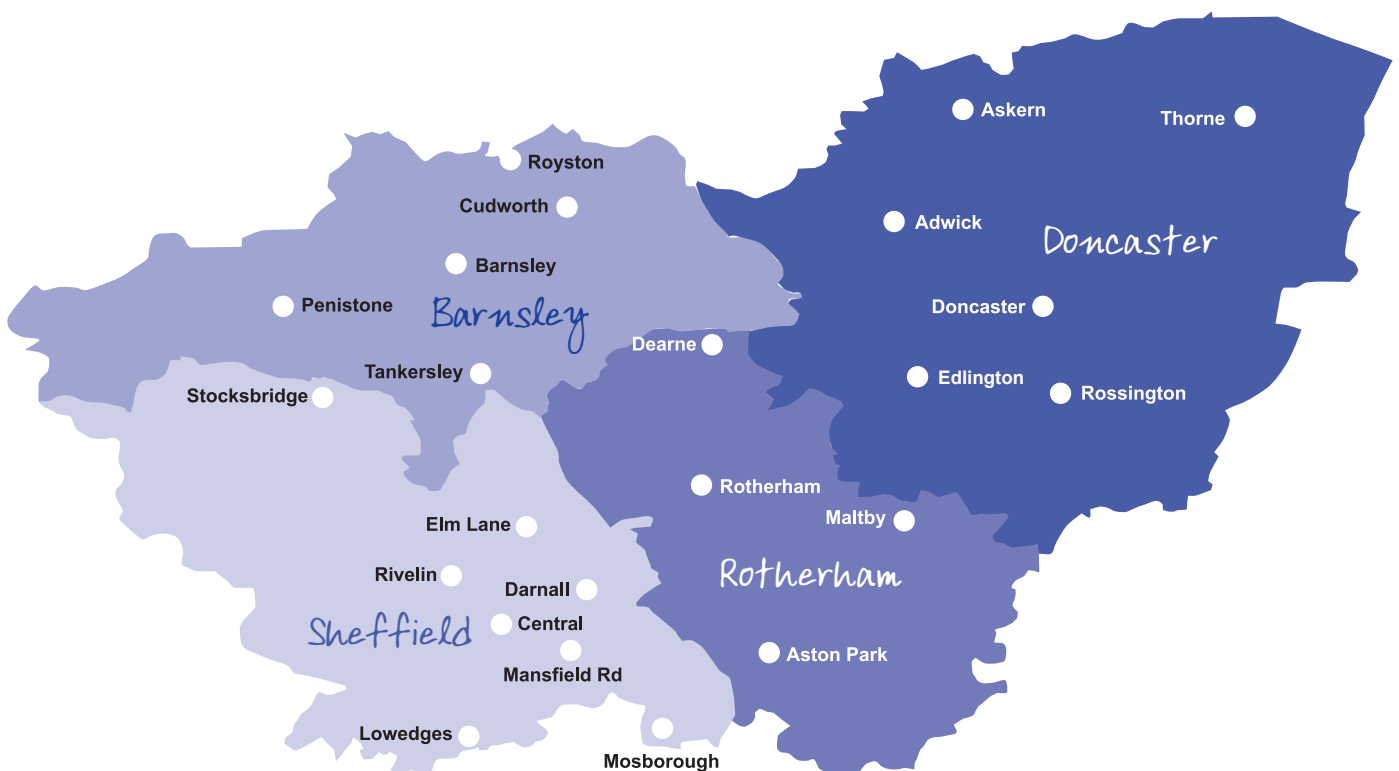 Askern
Thorne
Royston
Cudworth
Adwick
Doncaster
Barnsley
Penistone
Barnsley
Doncaster
Dearne
Tankersley
Edlington
Stocksbridge
Rossington
Rotherham
Maltby
Elm Lane
Rivelin
Rotherham
Darnall
Sheffield
Central
Aston Park
Mansfield Rd
Lowedges
Mosborough